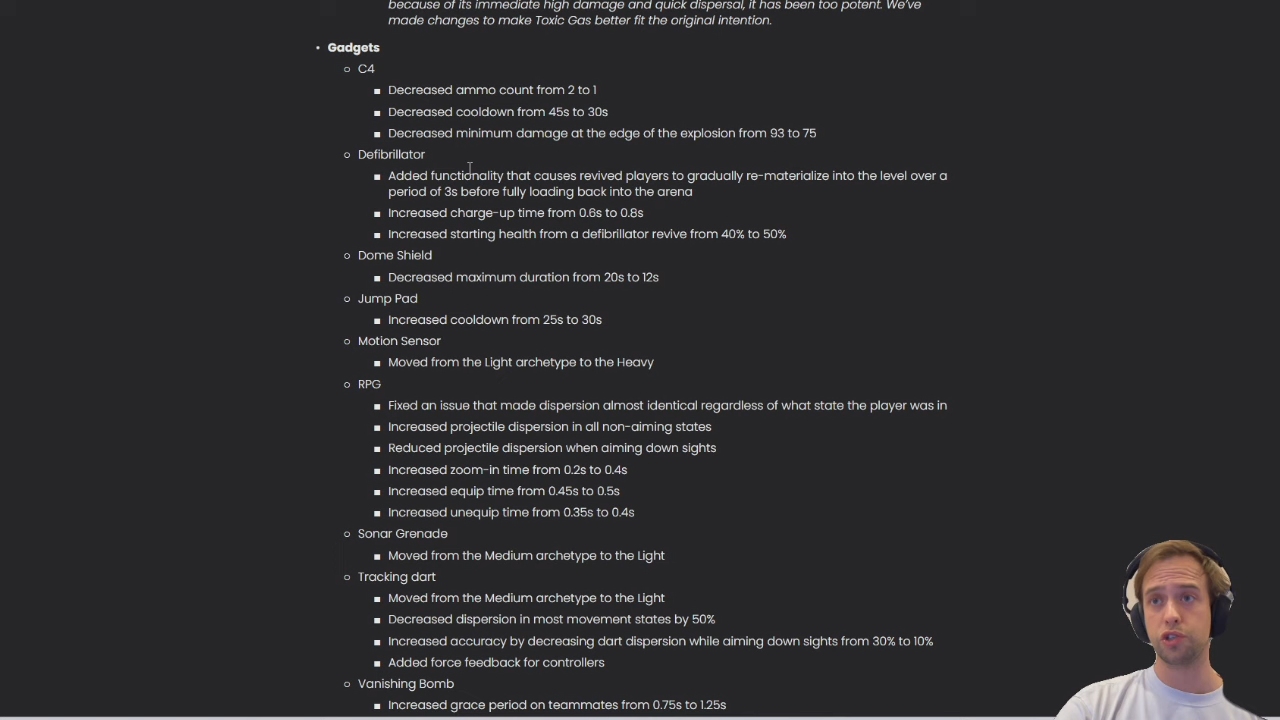 because of its immediate high damage and quick dispersal, it has been too potent. We've
made changes to make Toxic Gas better fit the original intention.
Gadgets
C4
Decreased ammo count from 2 to 1
Decreased cooldown from 45s to 30s
Decreased minimum damage at the edge of the explosion from 93 to 75
Defibrillator
Added functionality that causes revived players to gradually re-materialize into the level over a
period of 3s before fully loading back into the arena
Increased charge-up time from 0.6s to 0.8s
Increased starting health from a defibrillator revive from 40% to 50%
Dome Shield
Decreased maximum duration from 20s to 12s
Jump Pad
Increased cooldown from 25s to 30s
Motion Sensor
Moved from the Light archetype to the Heavy
RPG
Fixed an issue that made dispersion almost identical regardless of what state the player was in
Increased projectile dispersion in all non-aiming states
Reduced projectile dispersion when aiming down sights
Increased zoom-in time from 0.2s to 0.4s
Increased equip time from 0.45s to 0.5s
Increased unequip time from 0.35s to 0.4s
Sonar Grenade
Moved from the Medium archetype to the Light
Tracking dart
Moved from the Medium archetype to the Light
Decreased dispersion in most movement states by 50%
Increased accuracy by decreasing dart dispersion while aiming down sights from 30% to 10%
Added force feedback for controllers
Vanishing Bomb
Increased grace period on teammates from 0.75s to 1.25s